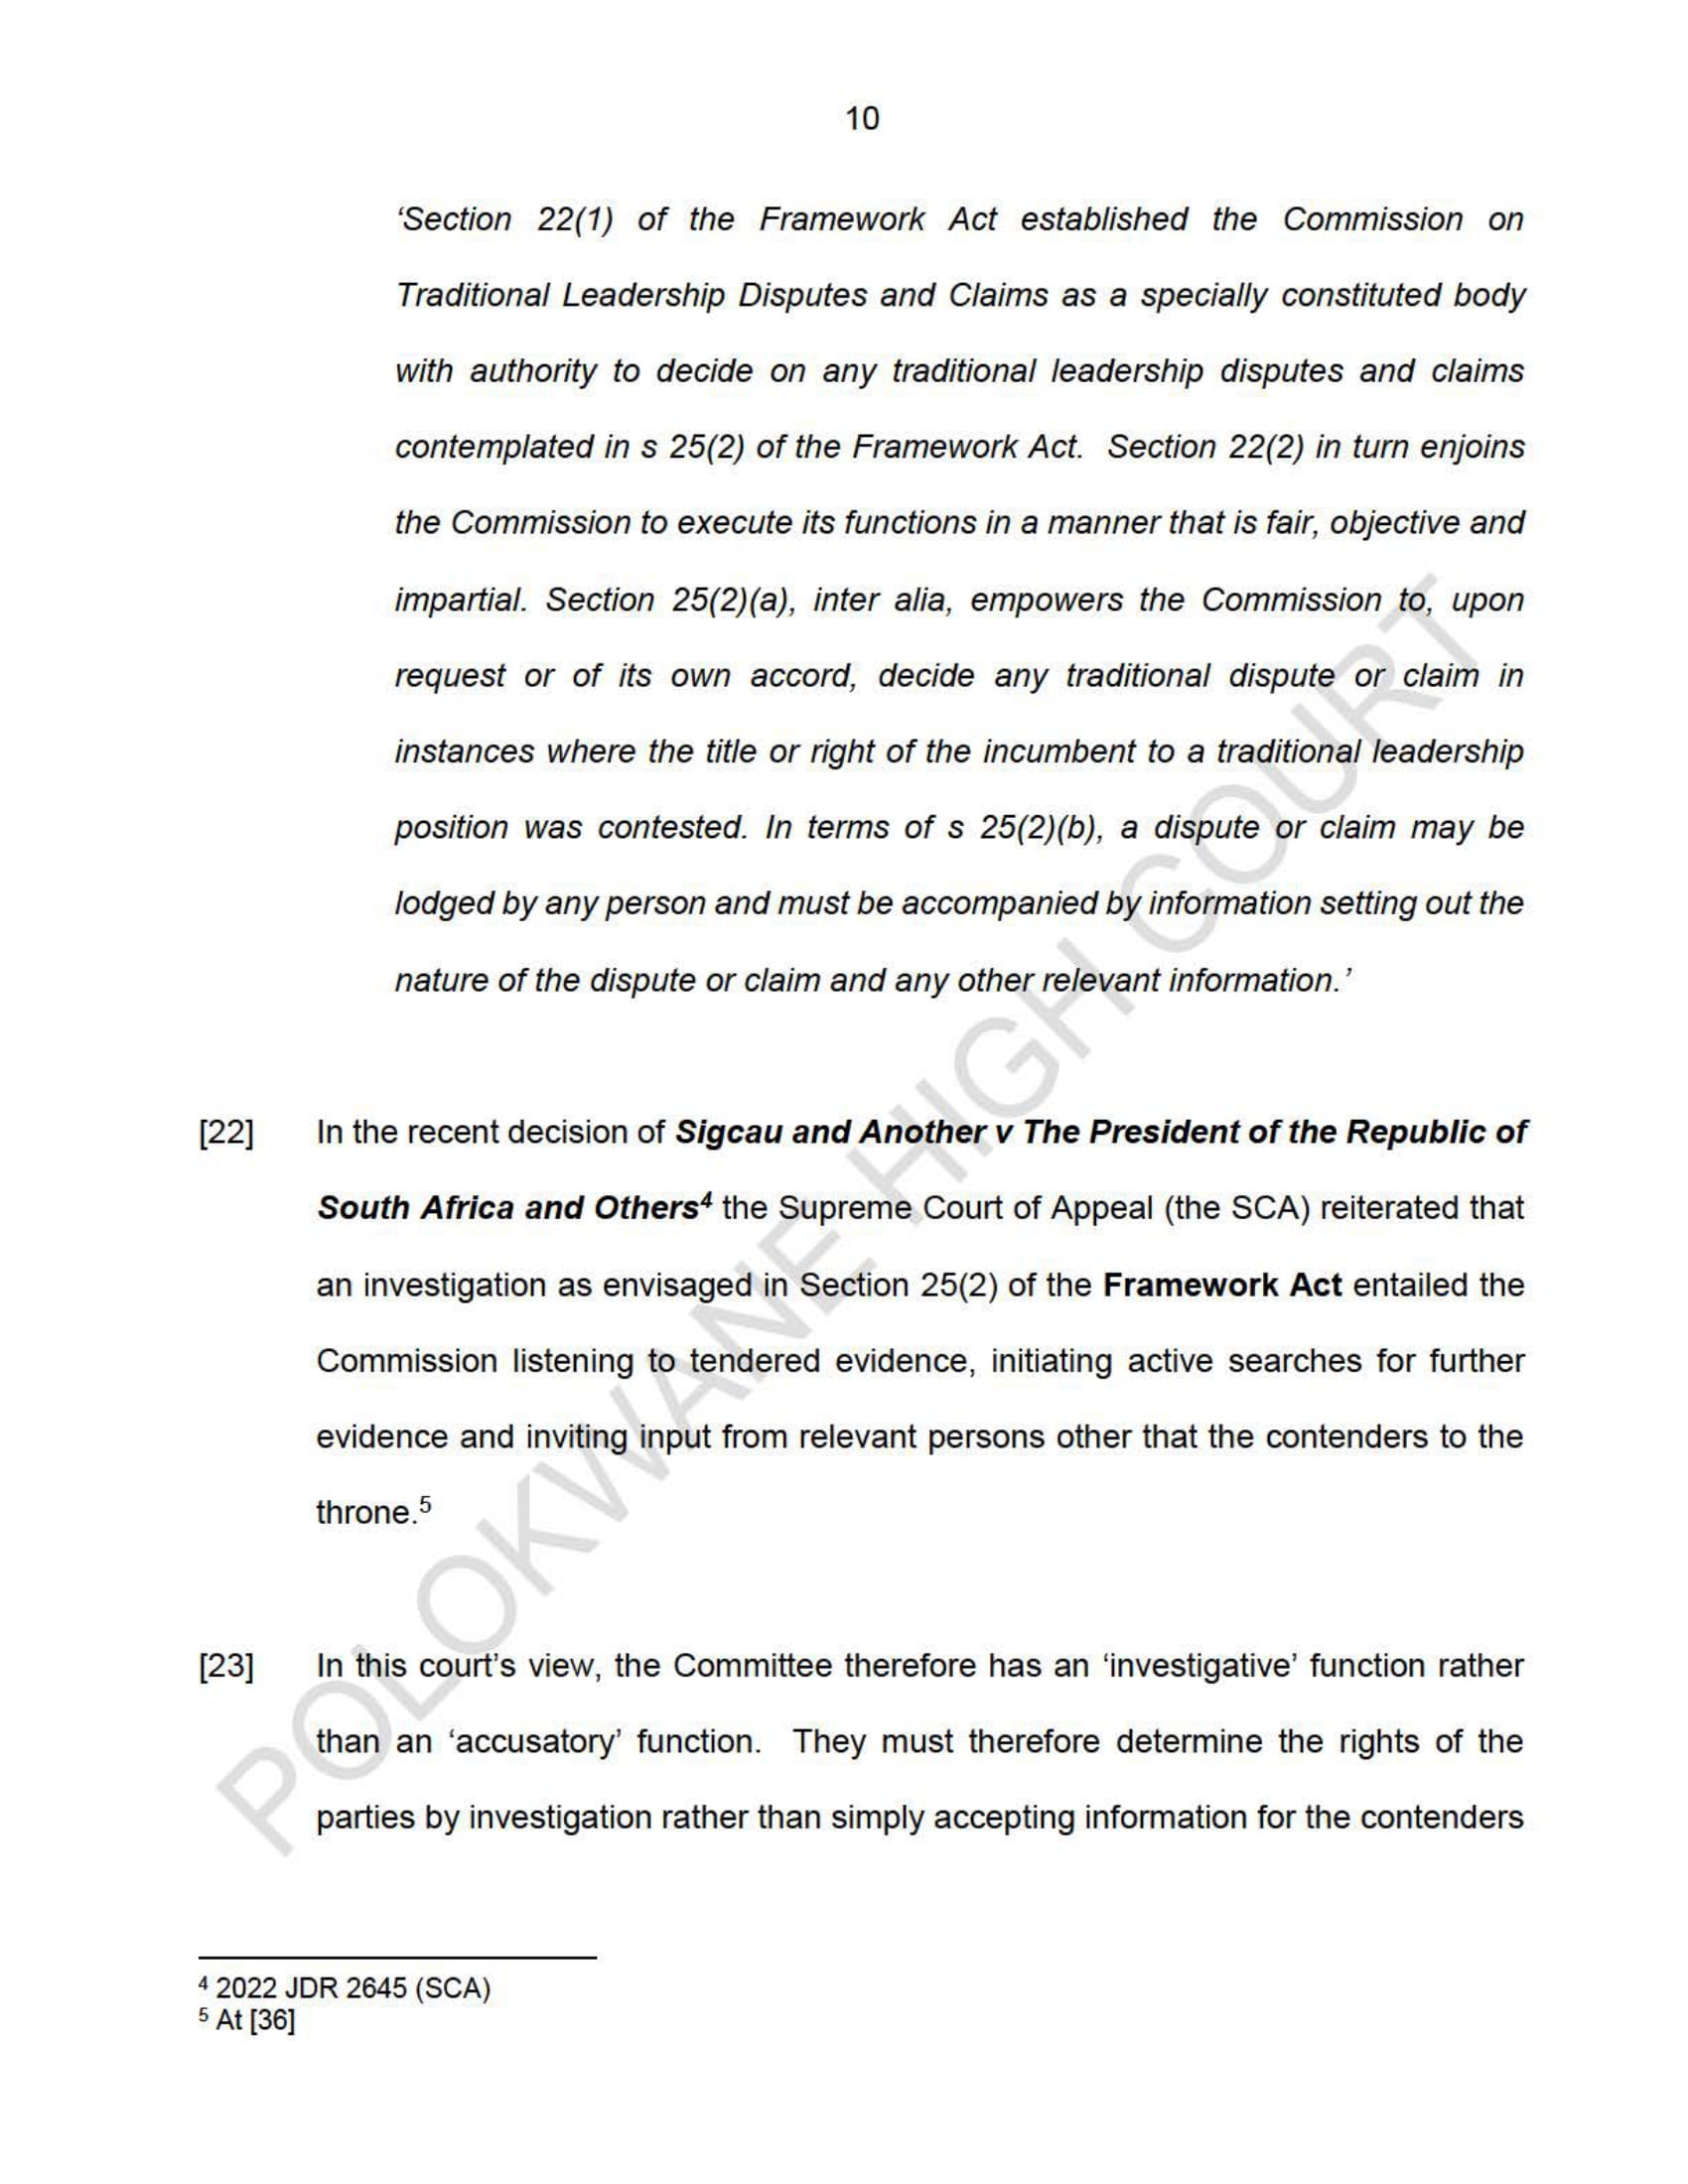 10
‘Section 22(1) of the Framework Act established the Commission on
Traditional Leadership Disputes and Claims as a specially constituted body
with authority to decide on any traditional leadership disputes and claims
contemplated in s 25(2) of the Framework Act. Section 22(2) in turn enjoins
the Commission to execute its functions in a manner that is fair, objective and
impartial. Section 25(2)(a), inter alia, empowers the Commission to, upon
request or of its own accord, decide any traditional dispute or claim in
instances where the title or right of the incumbent to a traditional leadership
position was contested. In terms of s 25(2)(b), a dispute or claim may be
lodged by any person and must be accompanied by information setting out the
nature of the dispute or claim and any other relevant information.’
[22] In the recent decision of Sigcau and Another v The President of the Republic of
South Africa and Others⁴ the Supreme Court of Appeal (the SCA) reiterated that
an investigation as envisaged in Section 25(2) of the Framework Act entailed the
Commission listening to tendered evidence, initiating active searches for further
evidence and inviting input from relevant persons other that the contenders to the
throne.⁵
[23] In this court’s view, the Committee therefore has an ‘investigative’ function rather
than an ‘accusatory’ function. They must therefore determine the rights of the
parties by investigation rather than simply accepting information for the contenders
⁴ 2022 JDR 2645 (SCA)
⁵ At [36]
POLOKWANE HIGH COURT